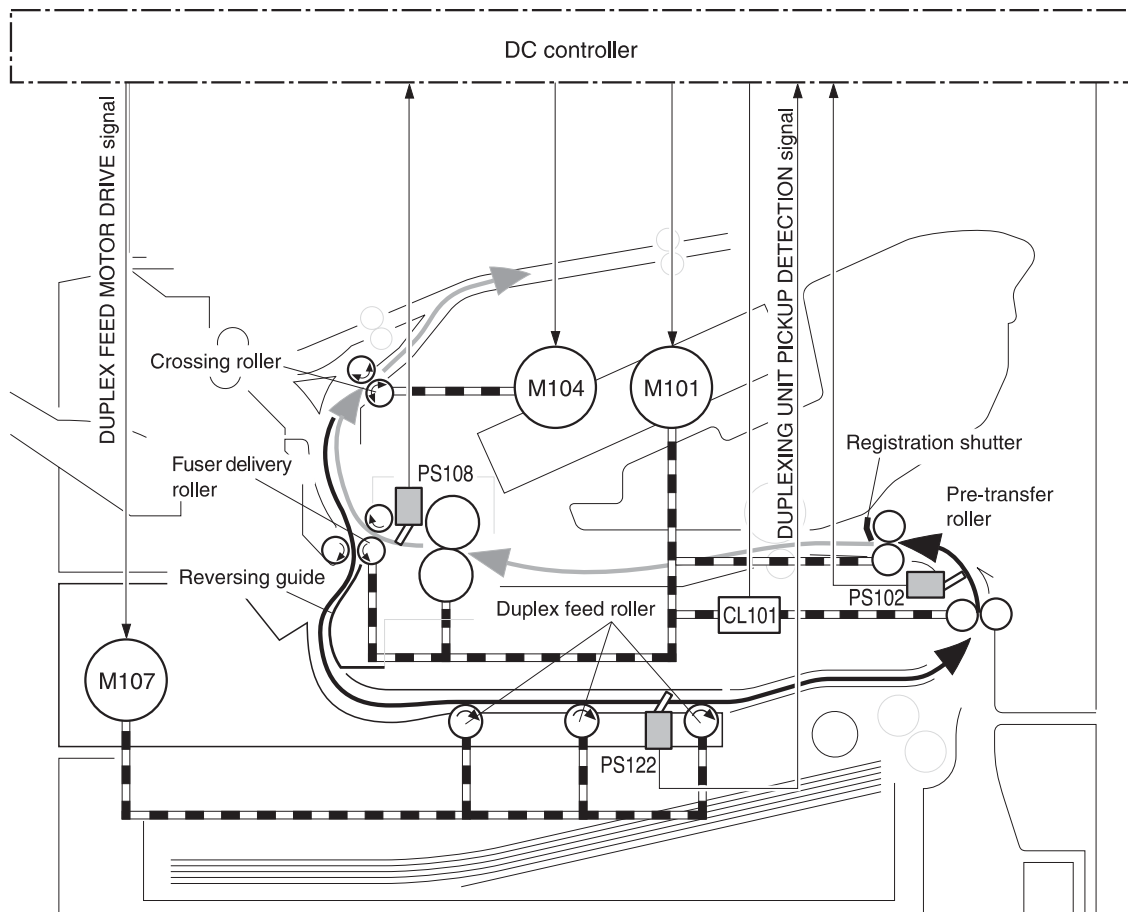 DC controller
DUPLEX FEED MOTOR DRIVE signal
DUPLEXING UNIT PICKUP DETECTION signal
Crossing roller
M104
M101
Registration shutter
Fuser delivery
roller
PS108
Pre-transfer
roller
Reversing guide
PS102
Duplex feed roller
CL101
M107
PS122